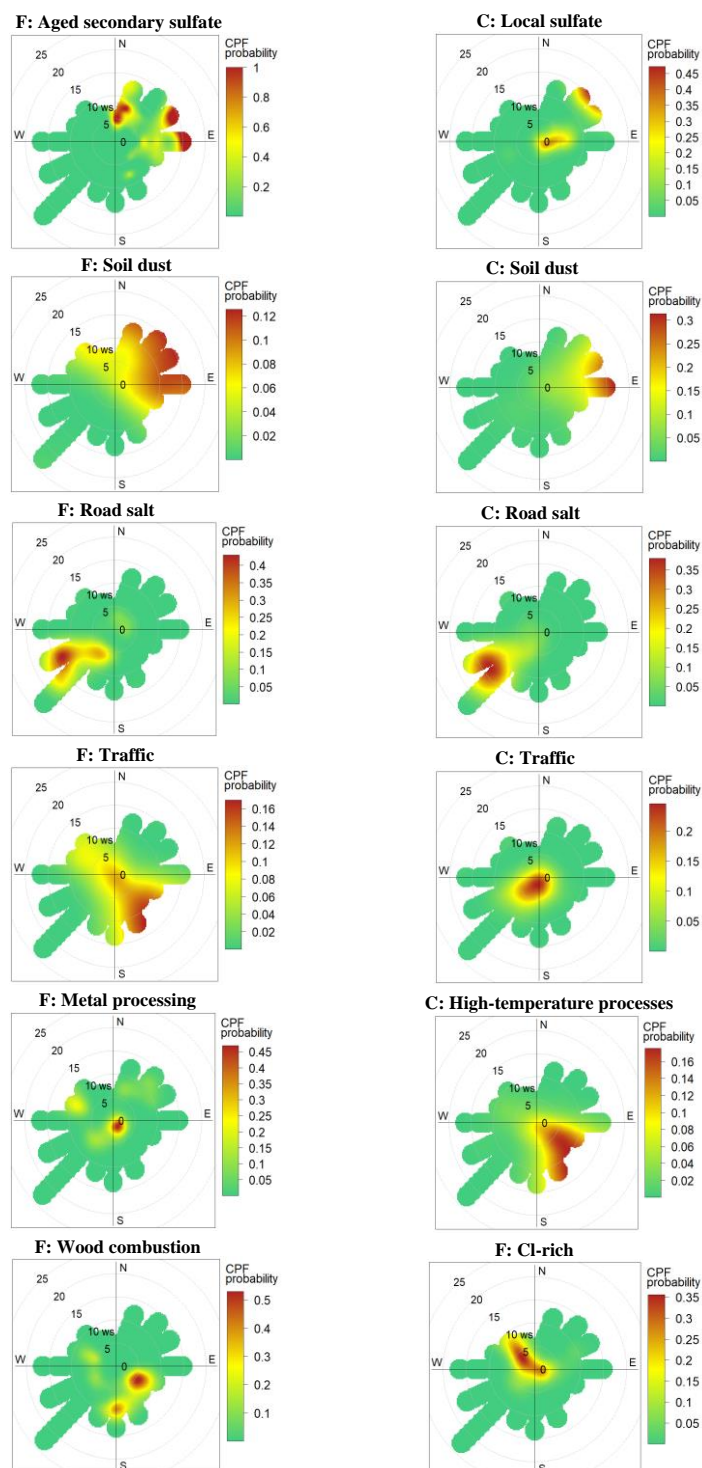 F: Aged secondary sulfate
N
25
20
15
10 ws
5
0
W
E
S
CPF
probability
1
0.8
0.6
0.4
0.2
C: Local sulfate
N
25
20
15
10 ws
5
0
W
E
S
CPF
probability
0.45
0.4
0.35
0.3
0.25
0.2
0.15
0.1
0.05
F: Soil dust
N
25
20
15
10 ws
5
0
W
E
S
CPF
probability
0.12
0.1
0.08
0.06
0.04
0.02
C: Soil dust
N
25
20
15
10 ws
5
0
W
E
S
CPF
probability
0.3
0.25
0.2
0.15
0.1
0.05
F: Road salt
N
25
20
15
10 ws
5
0
W
E
S
CPF
probability
0.4
0.35
0.3
0.25
0.2
0.15
0.1
0.05
C: Road salt
N
25
20
15
10 ws
5
0
W
E
S
CPF
probability
0.35
0.3
0.25
0.2
0.15
0.1
0.05
F: Traffic
N
25
20
15
10 ws
5
0
W
E
S
CPF
probability
0.16
0.14
0.12
0.1
0.08
0.06
0.04
0.02
C: Traffic
N
25
20
15
10 ws
5
0
W
E
S
CPF
probability
0.2
0.15
0.1
0.05
F: Metal processing
N
25
20
15
10 ws
5
0
W
E
S
CPF
probability
0.45
0.4
0.35
0.3
0.25
0.2
0.15
0.1
0.05
C: High-temperature processes
N
25
20
15
10 ws
5
0
W
E
S
CPF
probability
0.16
0.14
0.12
0.1
0.08
0.06
0.04
0.02
F: Wood combustion
N
25
20
15
10 ws
5
0
W
E
CPF
probability
0.5
0.4
0.3
0.2
0.1
F: Cl-rich
N
25
20
15
10 ws
5
0
W
E
CPF
probability
0.35
0.3
0.25
0.2
0.15
0.1
0.05